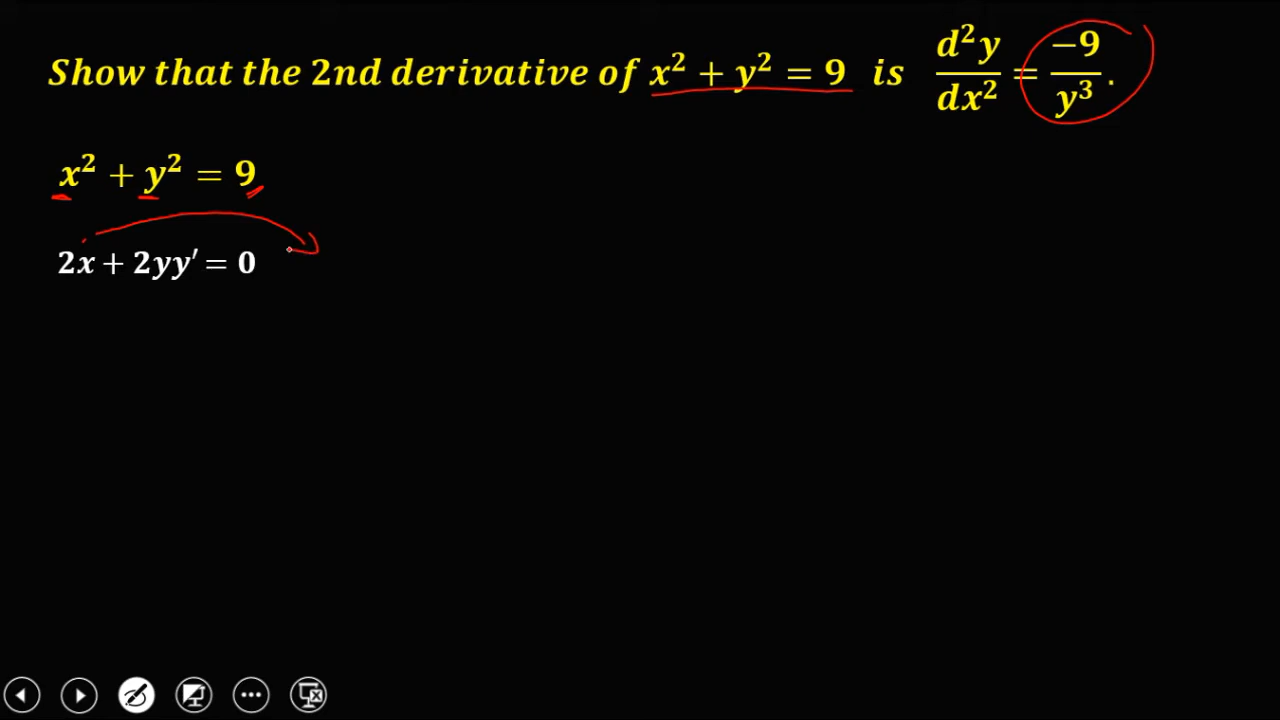 Show that the 2nd derivative of x² + y² = 9 is d²y/dx² = −9/y³.
x² + y² = 9
2x + 2yy′ = 0